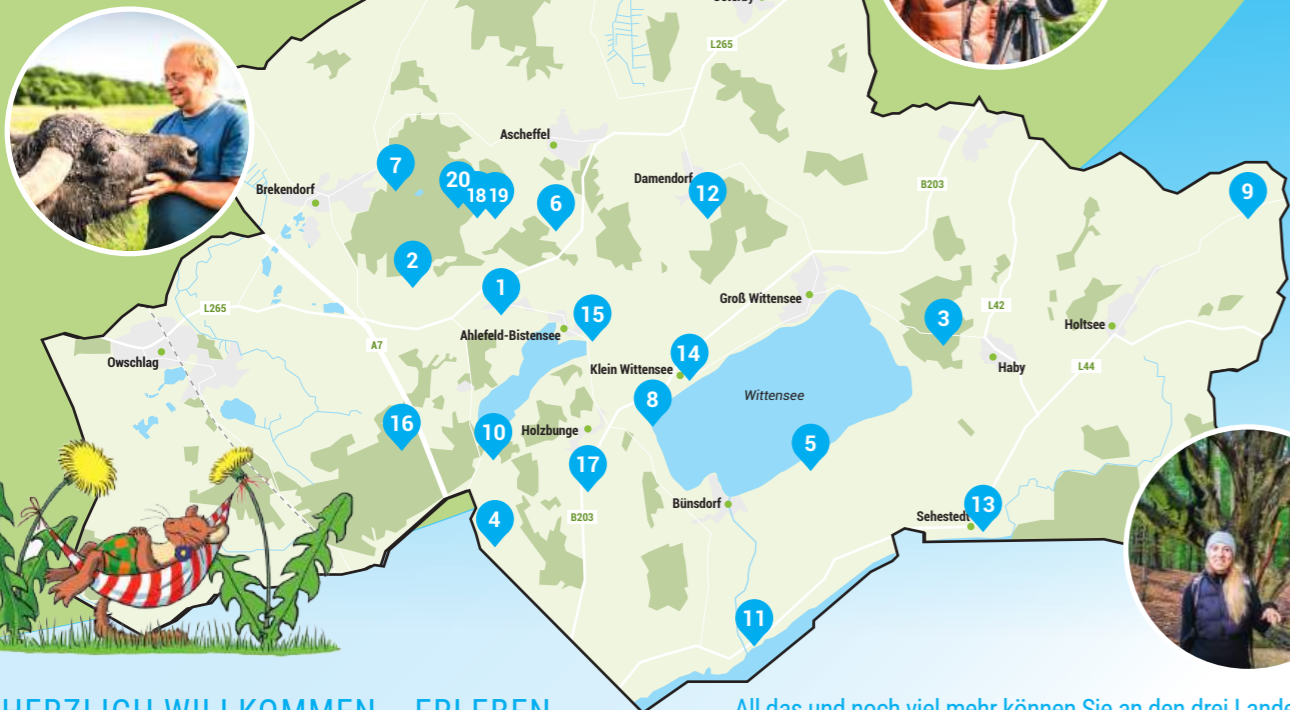 L265
Ascheffel
7
20
18
19
Brekendorf
6
Damendorf
12
B203
9
2
1
Groß Wittensee
L265
15
3
L42
Holtsee
Ahlefeld-Bistensee
A7
14
Owschlag
Klein Wittensee
Haby
L44
8
Wittensee
16
10
Holzbunge
5
17
Bünsdorf
13
4
B203
Sehestedt
11
HERZLICH WILLKOMMEN – ERLEBEN
All das und noch viel mehr können Sie an den drei Lande